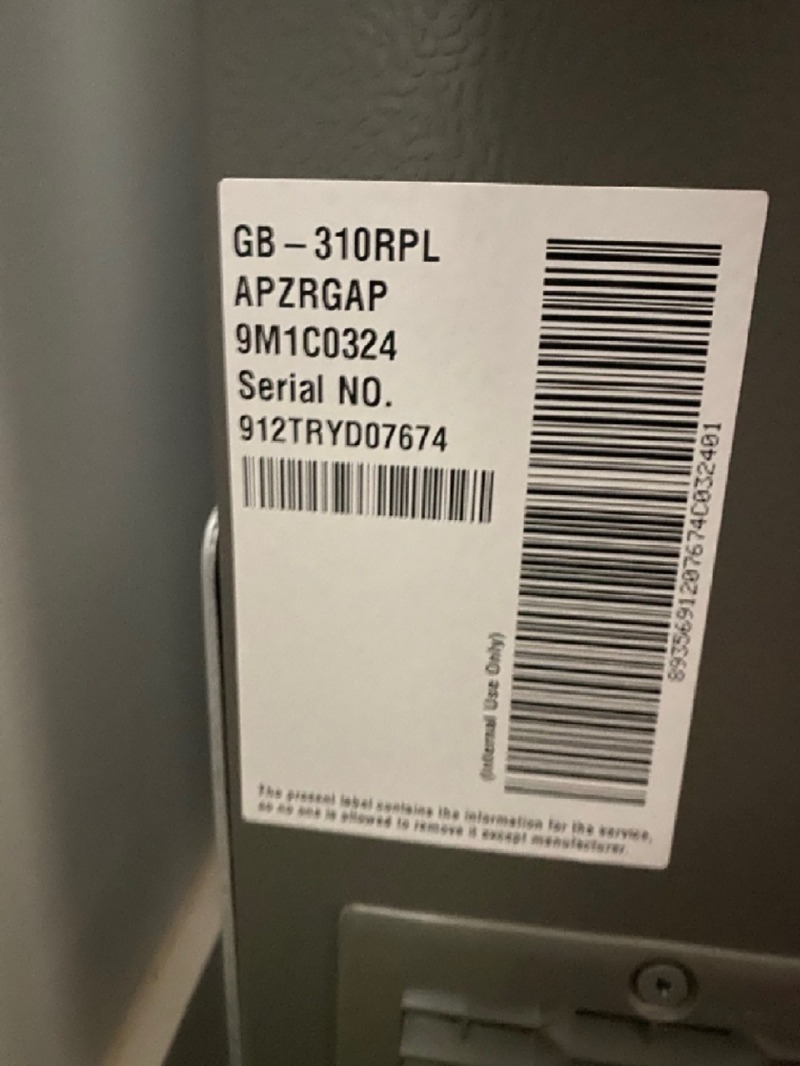 GB-310RPL
APZRGAP
9M1C0324
Serial NO.
912TRYD07674
8935691207674C032401
(Internal Use Only)
The present label contains the information for the service,
so no one is allowed to remove it except manufacturer.